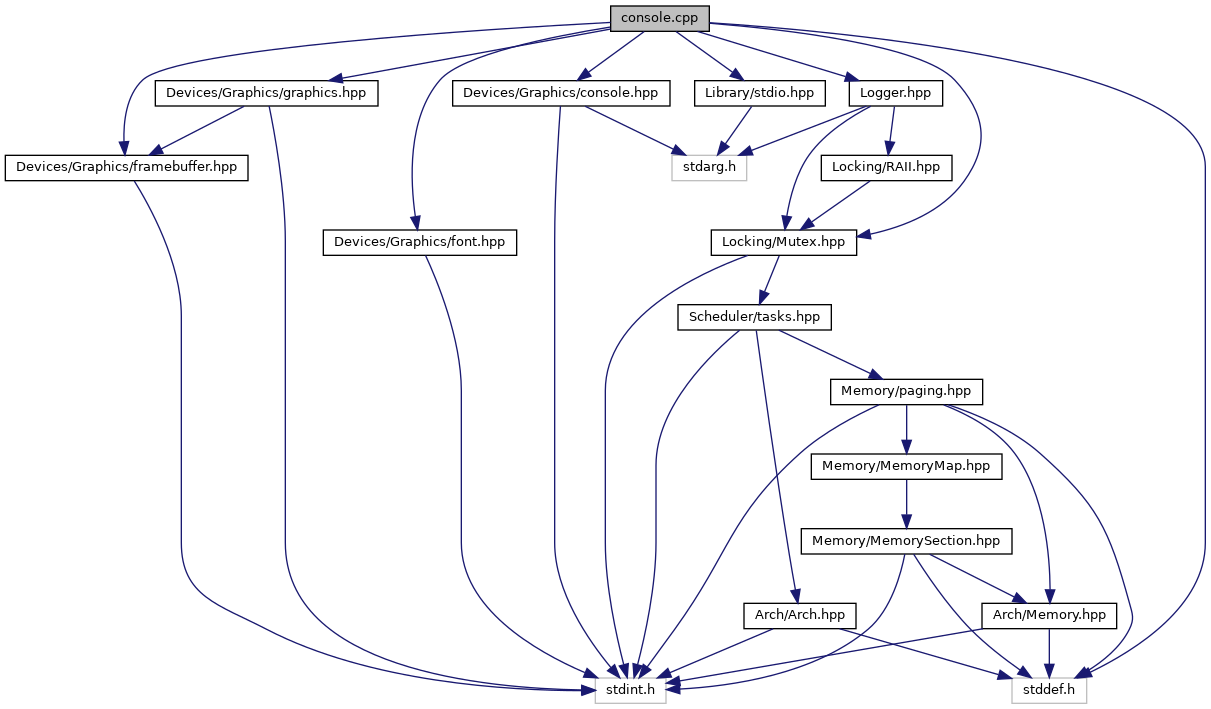 console.cpp
Devices/Graphics/graphics.hpp
Devices/Graphics/console.hpp
Library/stdio.hpp
Logger.hpp
Devices/Graphics/framebuffer.hpp
stdarg.h
Locking/RAII.hpp
Devices/Graphics/font.hpp
Locking/Mutex.hpp
Scheduler/tasks.hpp
Memory/paging.hpp
Memory/MemoryMap.hpp
Memory/MemorySection.hpp
Arch/Arch.hpp
Arch/Memory.hpp
stdint.h
stddef.h